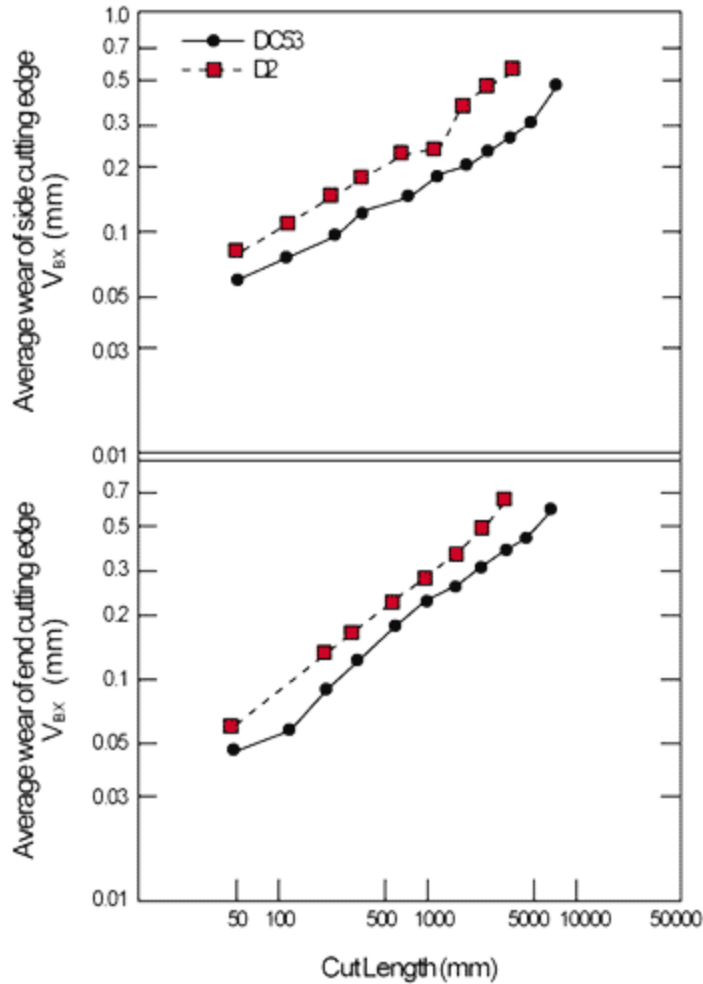 1.0
DC53
0.7
D2
0.5
0.3
0.2
0.1
0.05
0.03
0.01
Average wear of side cutting edge
VBX (mm)
0.7
0.5
0.3
0.2
0.1
0.05
0.03
0.01
Average wear of end cutting edge
VBX (mm)
50 100 500 1000 5000 10000 50000
Cut Length (mm)